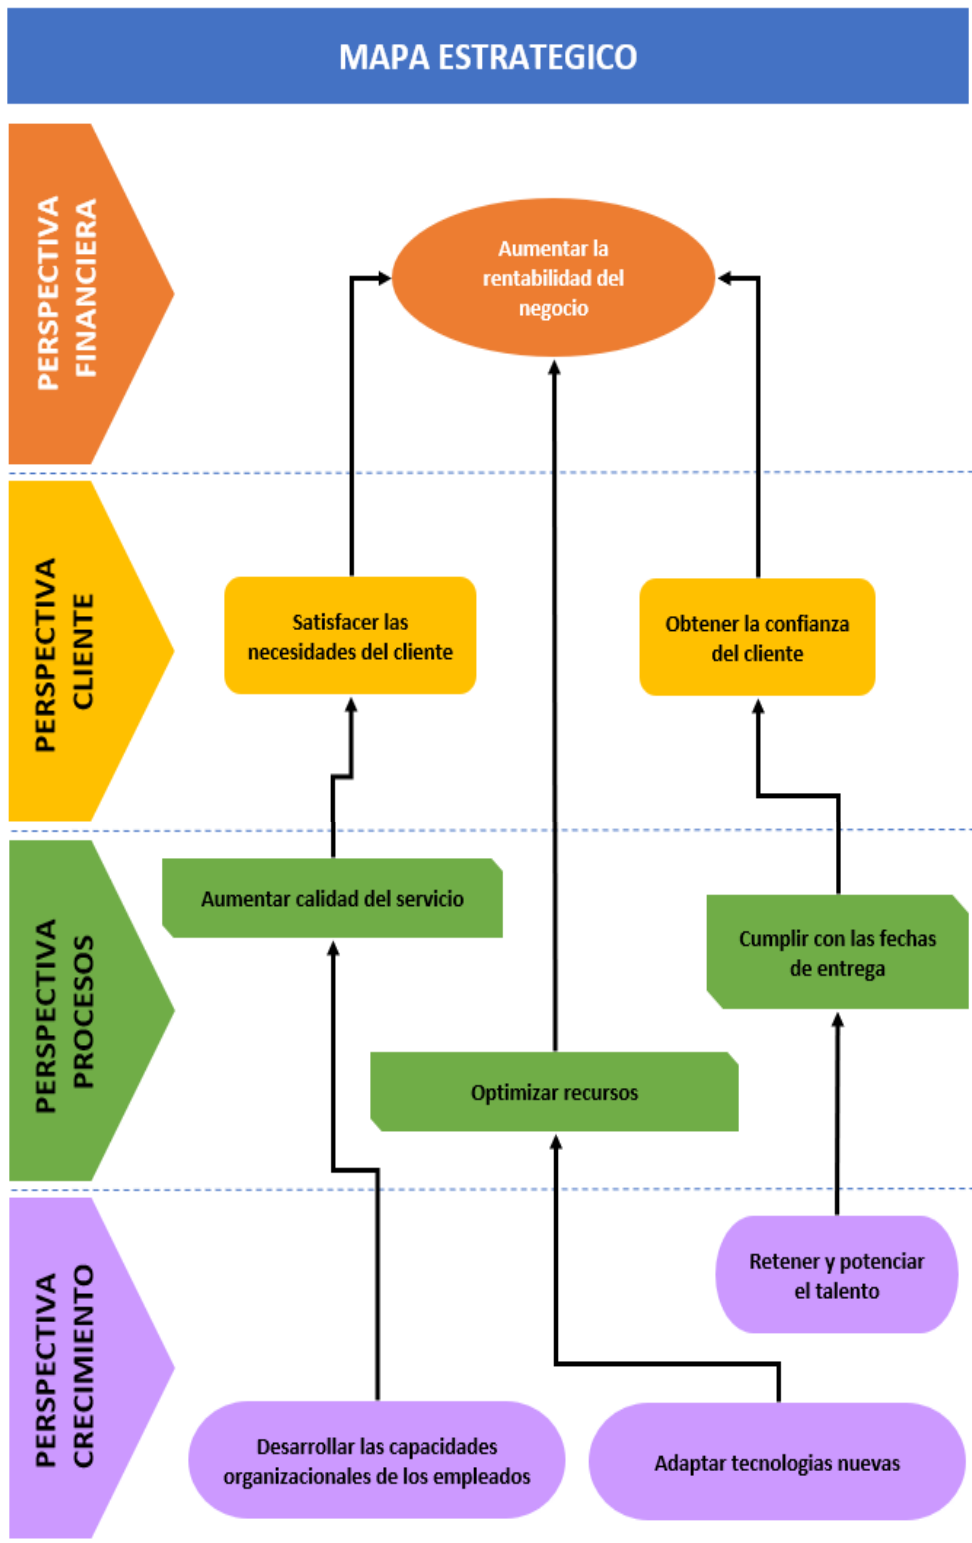 MAPA ESTRATEGICO
PERSPECTIVA
FINANCIERA
Aumentar la
rentabilidad del
negocio
PERSPECTIVA
CLIENTE
Satisfacer las
necesidades del cliente
Obtener la confianza
del cliente
PERSPECTIVA
PROCESOS
Aumentar calidad del servicio
Cumplir con las fechas
de entrega
Optimizar recursos
PERSPECTIVA
CRECIMIENTO
Retener y potenciar
el talento
Desarrollar las capacidades
organizacionales de los empleados
Adaptar tecnologias nuevas